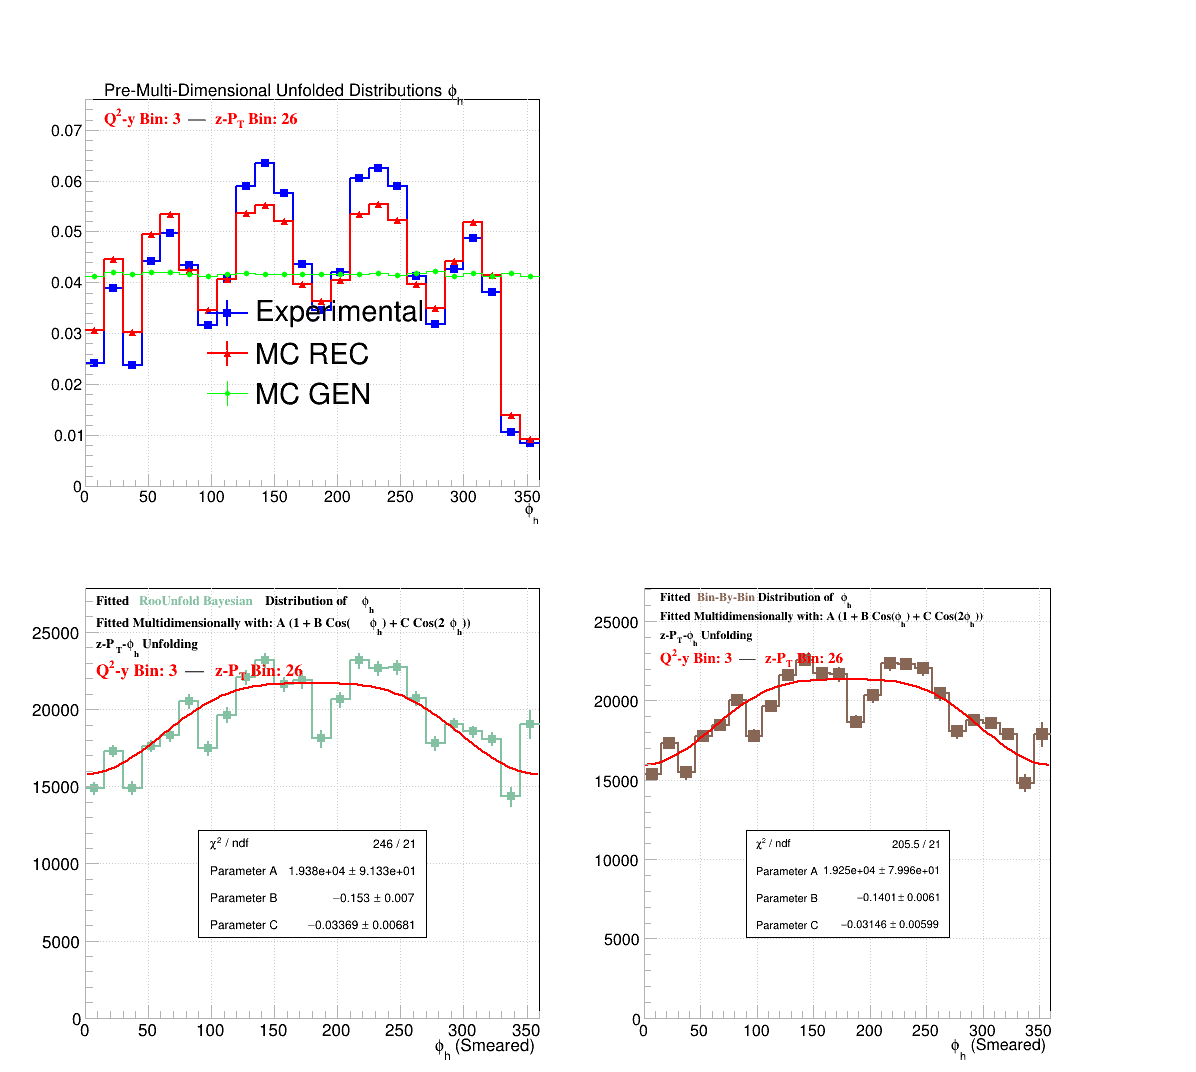 Pre-Multi-Dimensional Unfolded Distributions ϕh
Q²-y Bin: 3 — z-PT Bin: 26
0.07
0.06
0.05
0.04
0.03
0.02
0.01
0
Experimental
MC REC
MC GEN
0 50 100 150 200 250 300 350
ϕh
Fitted RooUnfold Bayesian Distribution of ϕh
Fitted Multidimensionally with: A (1 + B Cos(ϕh) + C Cos(2 ϕh))
z-PT-ϕh Unfolding
Q²-y Bin: 3 — z-PT Bin: 26
25000
20000
15000
10000
5000
0
χ² / ndf 246 / 21
Parameter A 1.938e+04 ± 9.133e+01
Parameter B −0.153 ± 0.007
Parameter C −0.03369 ± 0.00681
0 50 100 150 200 250 300 350
ϕh (Smeared)
Fitted Bin-By-Bin Distribution of ϕh
Fitted Multidimensionally with: A (1 + B Cos(ϕh) + C Cos(2ϕh))
z-PT-ϕh Unfolding
Q²-y Bin: 3 — z-PT Bin: 26
25000
20000
15000
10000
5000
0
χ² / ndf 205.5 / 21
Parameter A 1.925e+04 ± 7.996e+01
Parameter B −0.1401 ± 0.0061
Parameter C −0.03146 ± 0.00599
0 50 100 150 200 250 300 350
ϕh (Smeared)